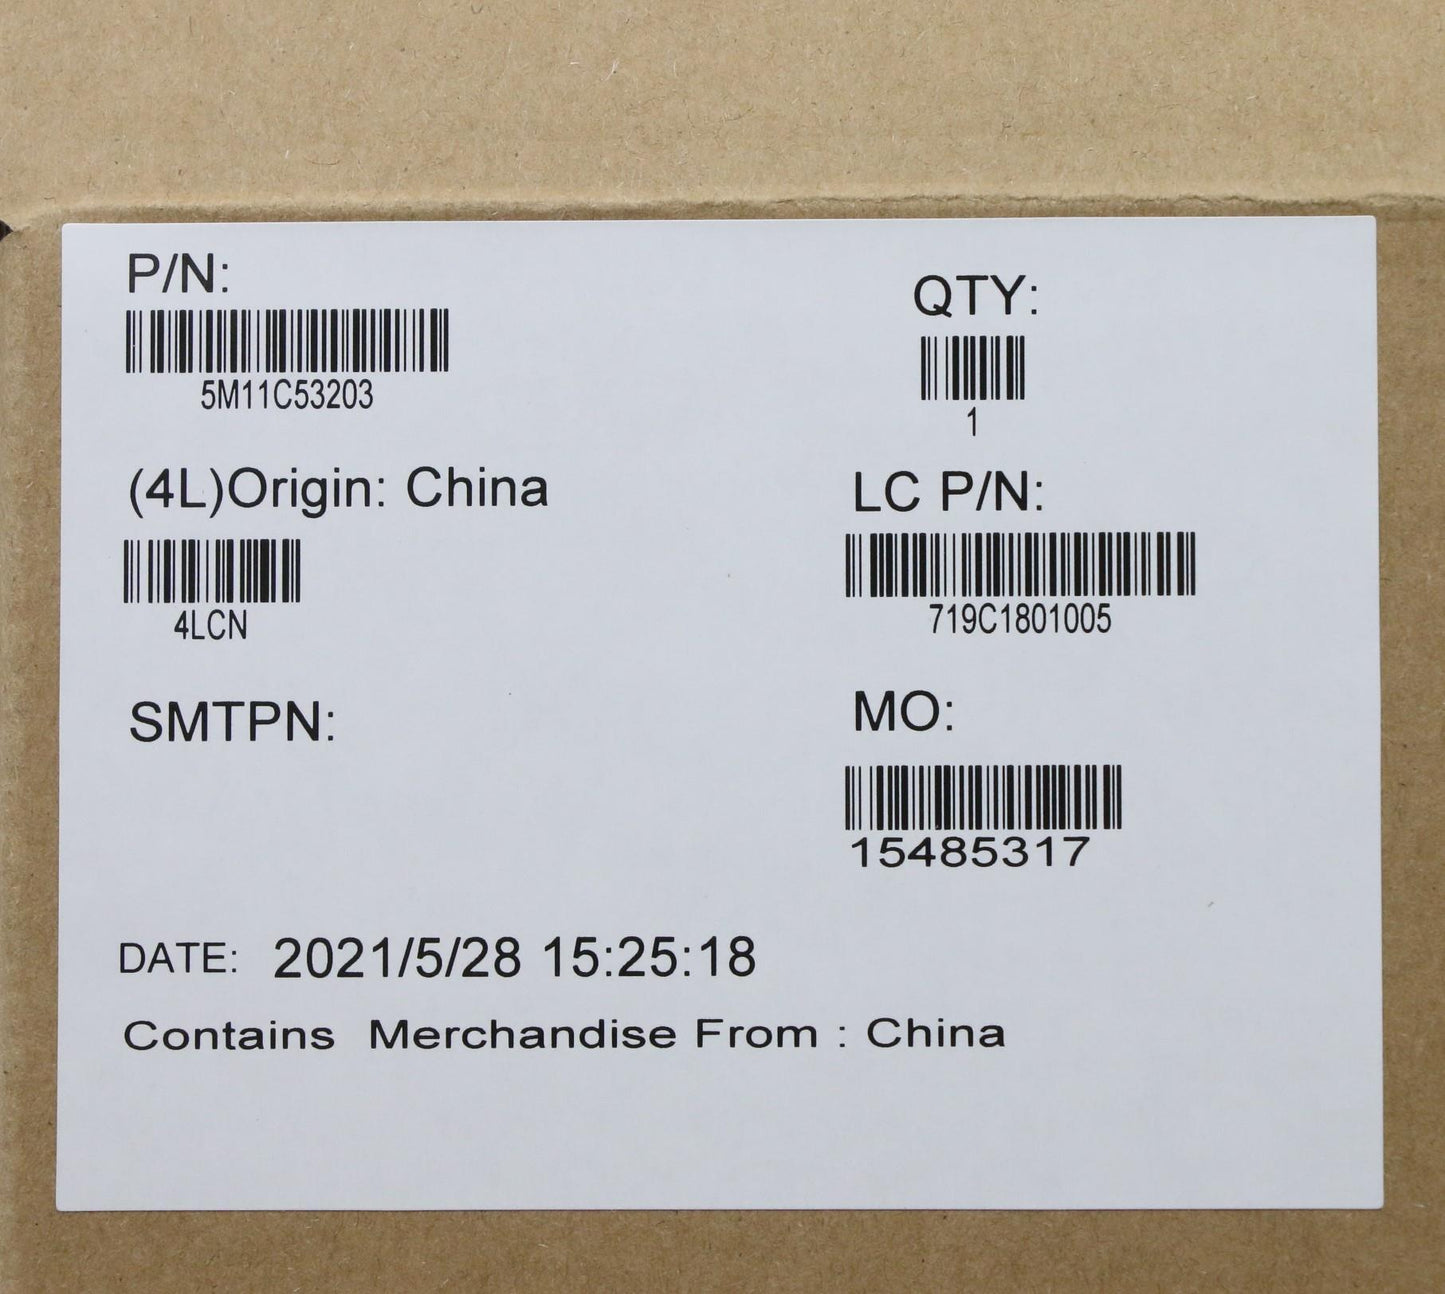 P/N:
5M11C53203
QTY:
1
(4L)Origin: China
4LCN
LC P/N:
719C1801005
SMTPN:
MO:
15485317
DATE: 2021/5/28 15:25:18
Contains Merchandise From : China